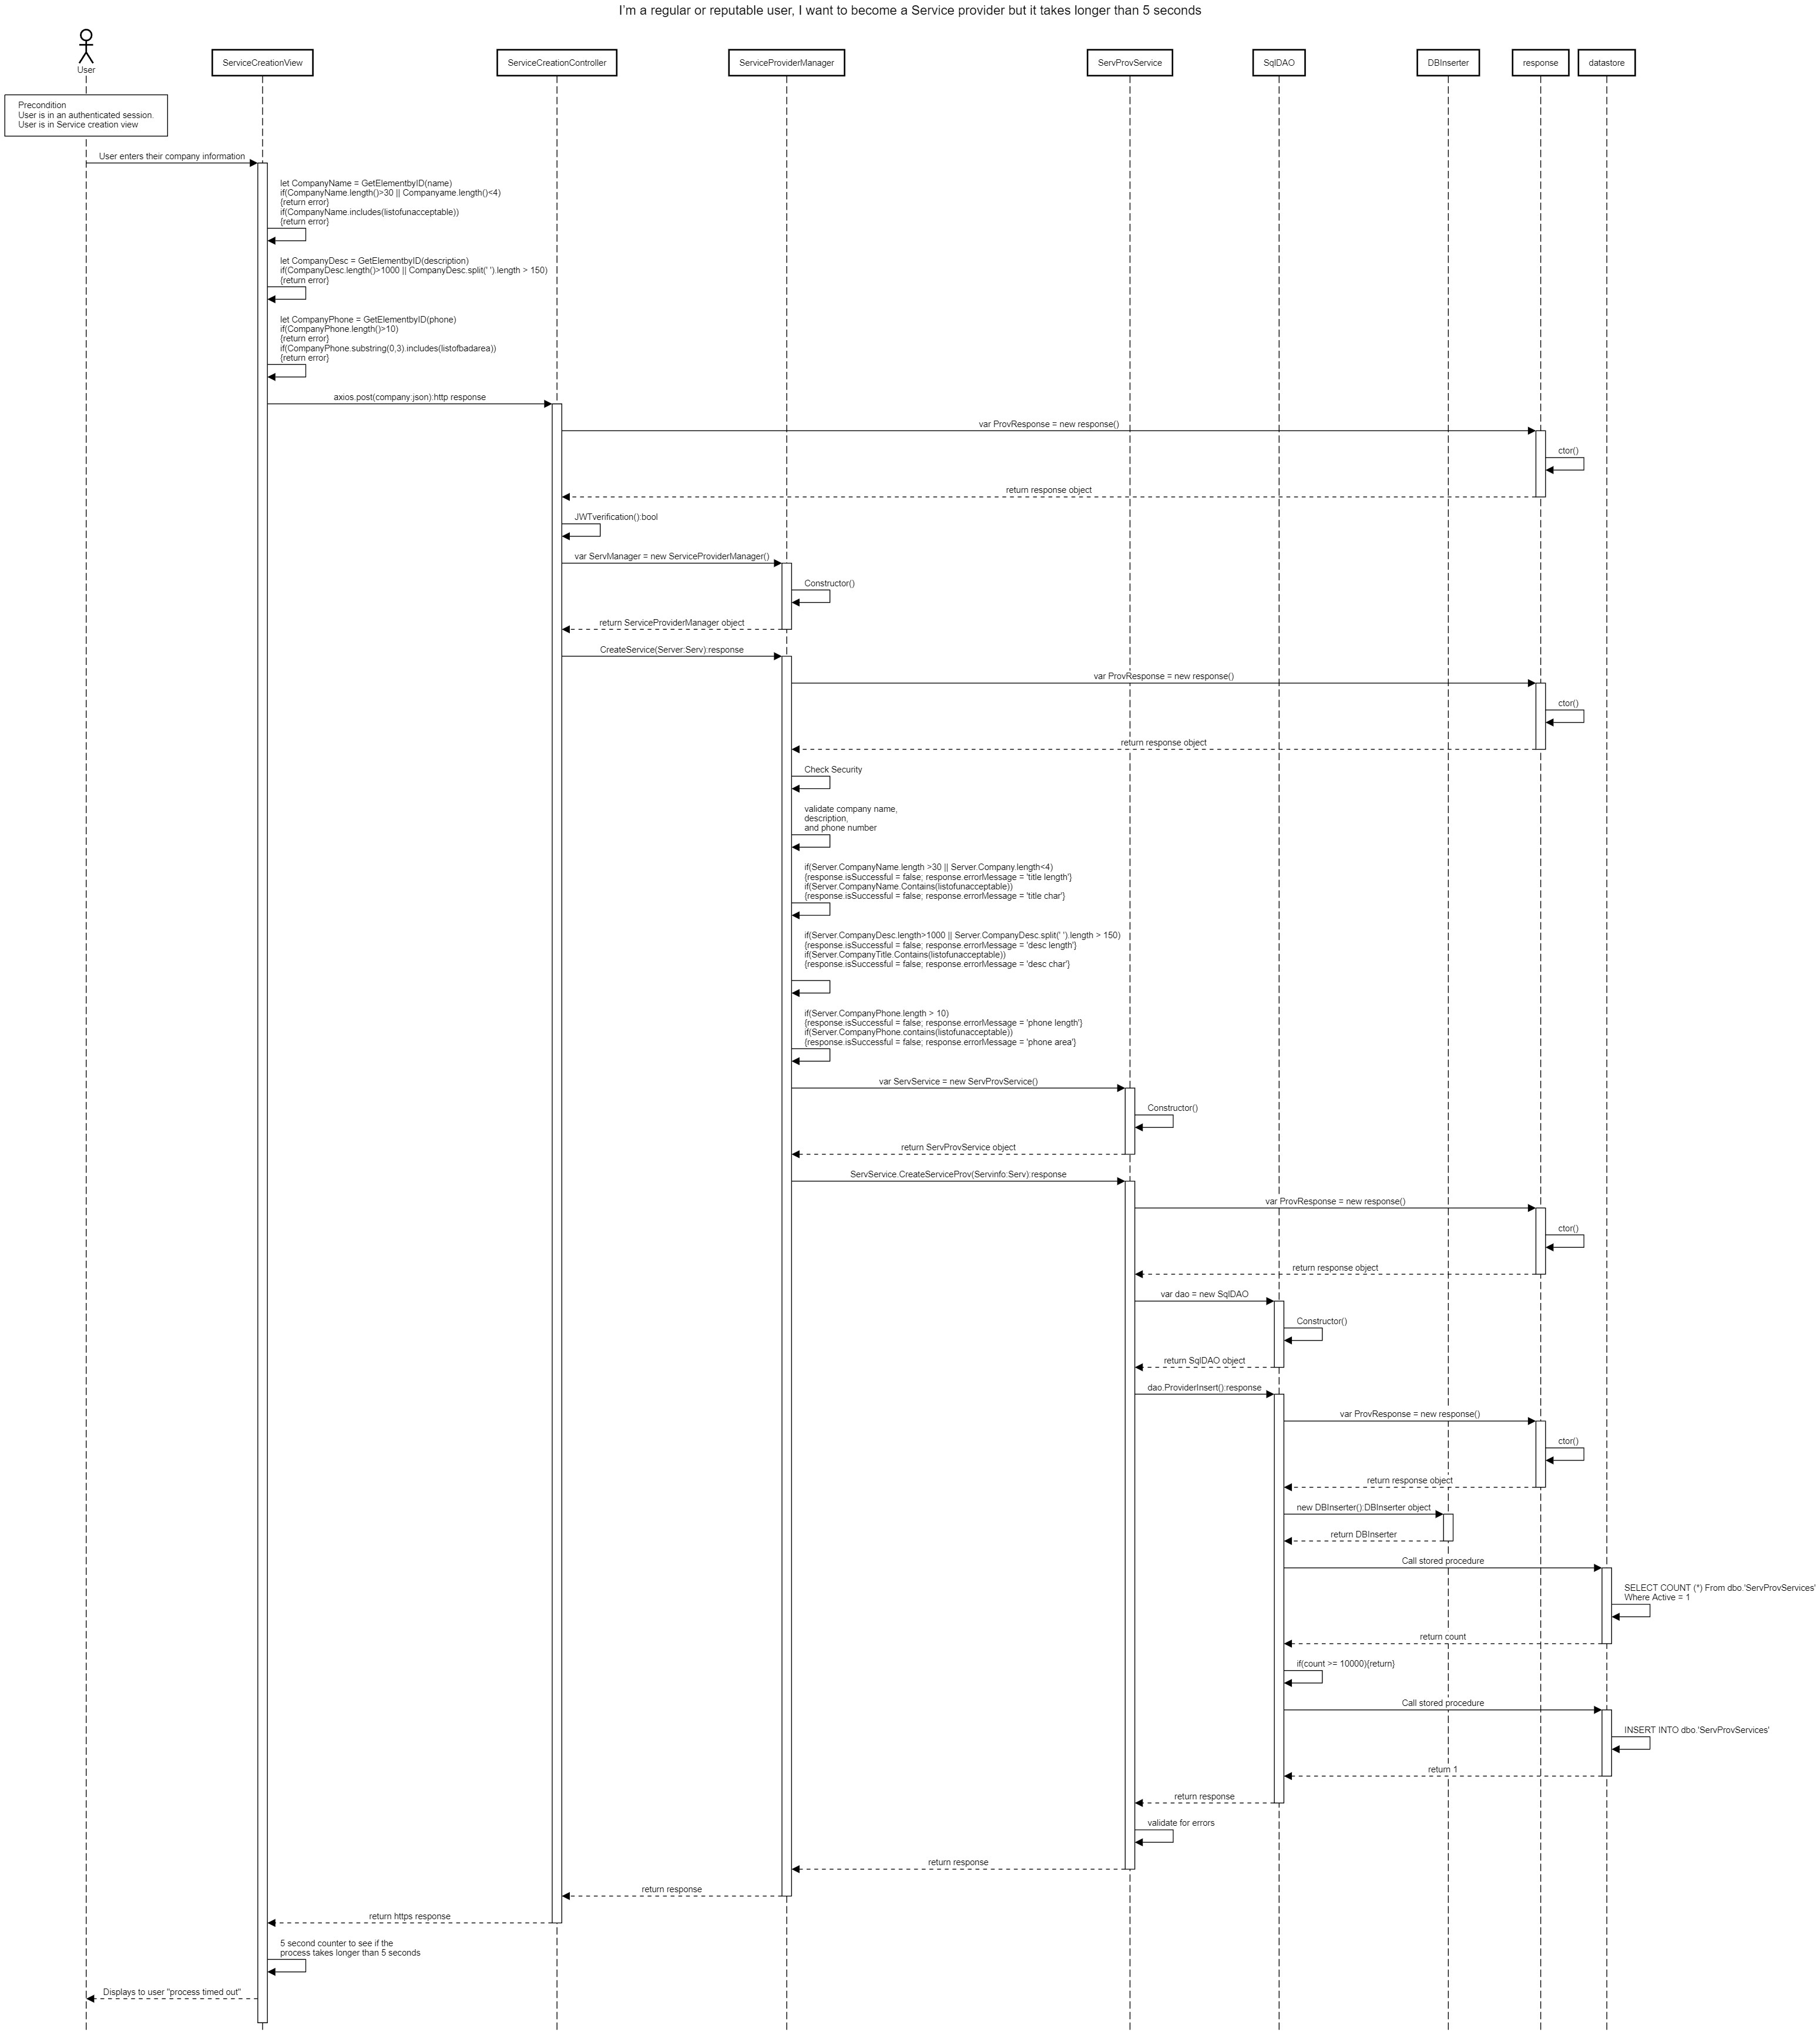 I'm a regular or reputable user, I want to become a Service provider but it takes longer than 5 seconds
User
ServiceCreationView
ServiceCreationController
ServiceProviderManager
ServProvService
SqlDAO
DBInserter
response
datastore
Precondition
User is in an authenticated session.
User is in Service creation view
User enters their company information
let CompanyName = GetElementbyID(name)
if(CompanyName.length()>30 || Companyame.length()<4)
{return error}
if(CompanyName.includes(listofunacceptable))
{return error}
let CompanyDesc = GetElementbyID(description)
if(CompanyDesc.length()>1000 || CompanyDesc.split(' ').length > 150)
{return error}
let CompanyPhone = GetElementbyID(phone)
if(CompanyPhone.length()>10)
{return error}
if(CompanyPhone.substring(0,3).includes(listofbadarea))
{return error}
axios.post(company:json):http response
var ProvResponse = new response()
ctor()
return response object
JWTverification():bool
var ServManager = new ServiceProviderManager()
Constructor()
return ServiceProviderManager object
CreateService(Server:Serv):response
var ProvResponse = new response()
ctor()
return response object
Check Security
validate company name,
description,
and phone number
if(Server.CompanyName.length >30 || Server.Company.length<4)
{response.isSuccessful = false; response.errorMessage = 'title length'}
if(Server.CompanyName.Contains(listofunacceptable))
{response.isSuccessful = false; response.errorMessage = 'title char'}
if(Server.CompanyDesc.length>1000 || Server.CompanyDesc.split(' ').length > 150)
{response.isSuccessful = false; response.errorMessage = 'desc length'}
if(Server.CompanyTitle.Contains(listofunacceptable))
{response.isSuccessful = false; response.errorMessage = 'desc char'}
if(Server.CompanyPhone.length > 10)
{response.isSuccessful = false; response.errorMessage = 'phone length'}
if(Server.CompanyPhone.contains(listofunacceptable))
{response.isSuccessful = false; response.errorMessage = 'phone area'}
var ServService = new ServProvService()
Constructor()
return ServProvService object
ServService.CreateServiceProv(Servinfo:Serv):response
var ProvResponse = new response()
ctor()
return response object
var dao = new SqlDAO
Constructor()
return SqlDAO object
dao.ProviderInsert():response
var ProvResponse = new response()
ctor()
return response object
new DBInserter():DBInserter object
return DBInserter
Call stored procedure
SELECT COUNT (*) From dbo.'ServProvServices'
Where Active = 1
return count
if(count >= 10000){return}
Call stored procedure
INSERT INTO dbo.'ServProvServices'
return 1
return response
validate for errors
return response
return response
return https response
5 second counter to see if the
process takes longer than 5 seconds
Displays to user "process timed out"